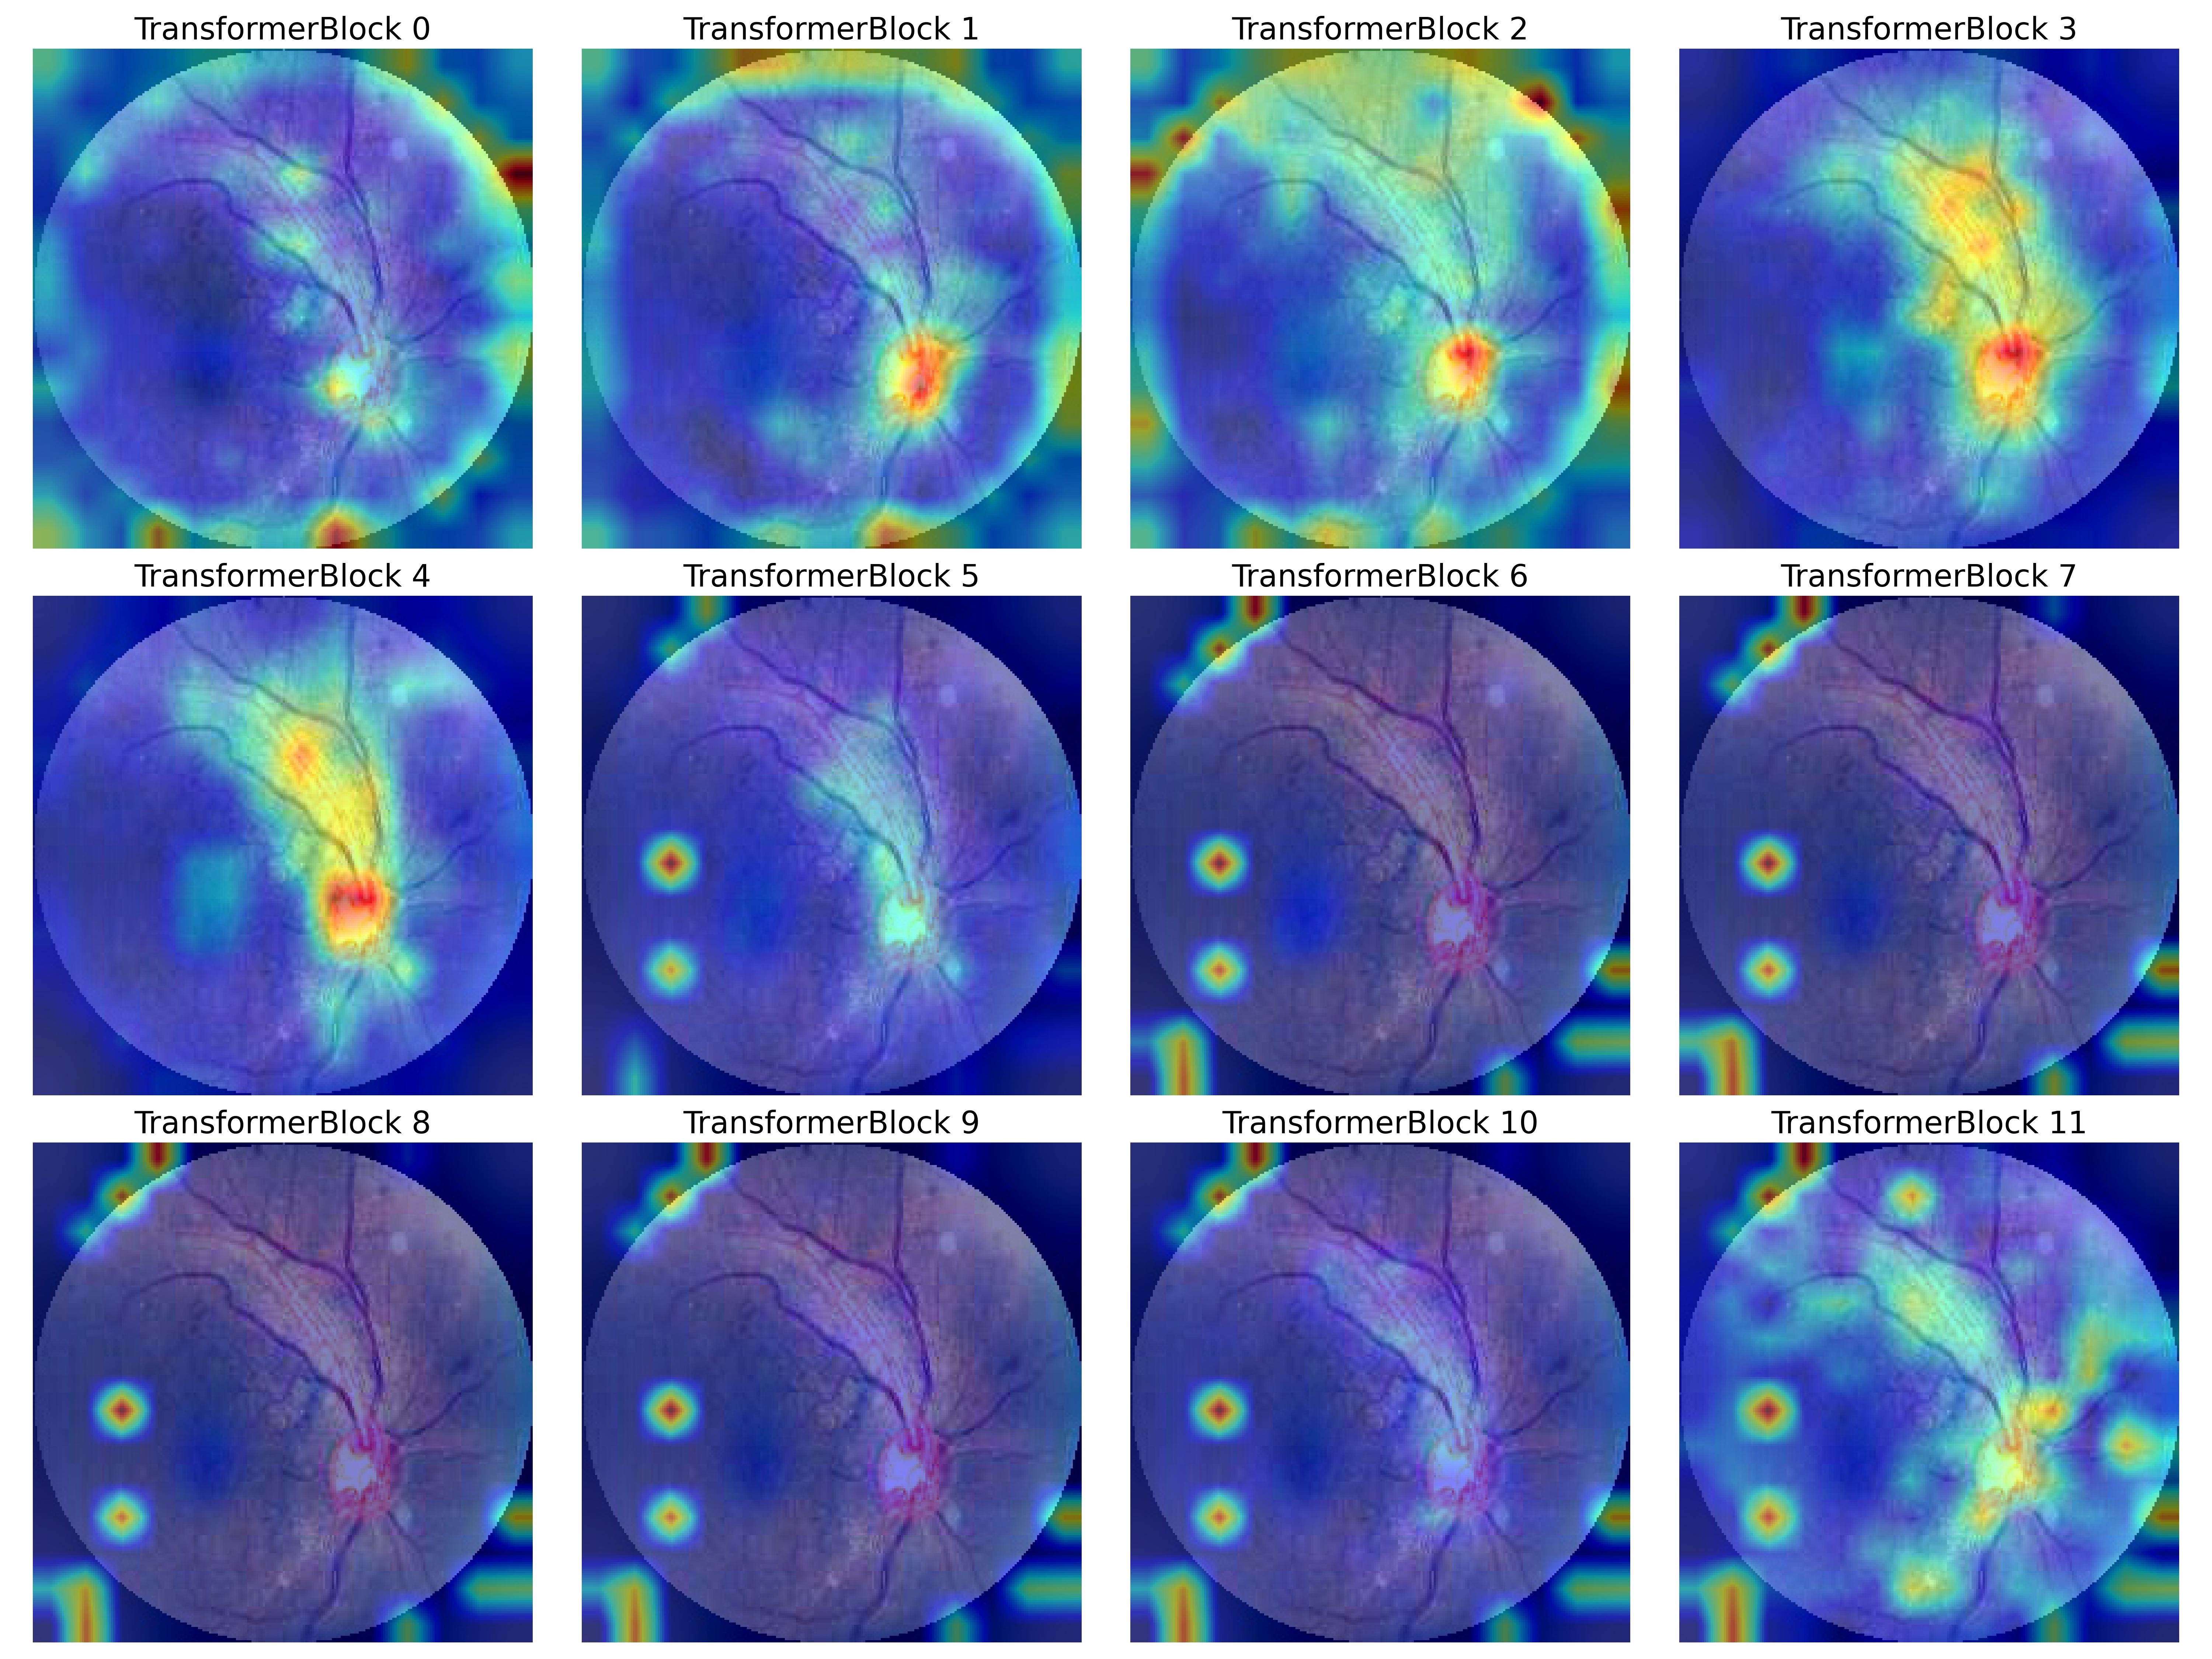 TransformerBlock 0
TransformerBlock 1
TransformerBlock 2
TransformerBlock 3
TransformerBlock 4
TransformerBlock 5
TransformerBlock 6
TransformerBlock 7
TransformerBlock 8
TransformerBlock 9
TransformerBlock 10
TransformerBlock 11